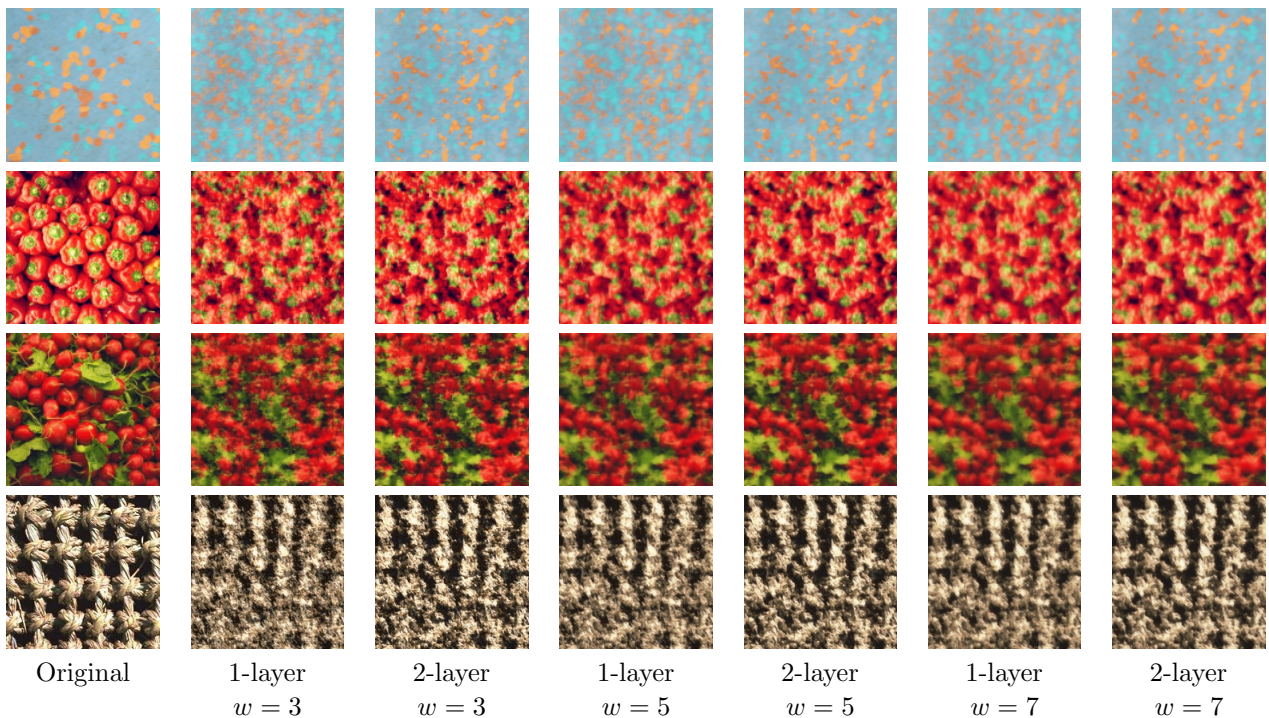 Original 1-layer 2-layer 1-layer 2-layer 1-layer 2-layer
w = 3 w = 3 w = 5 w = 5 w = 7 w = 7